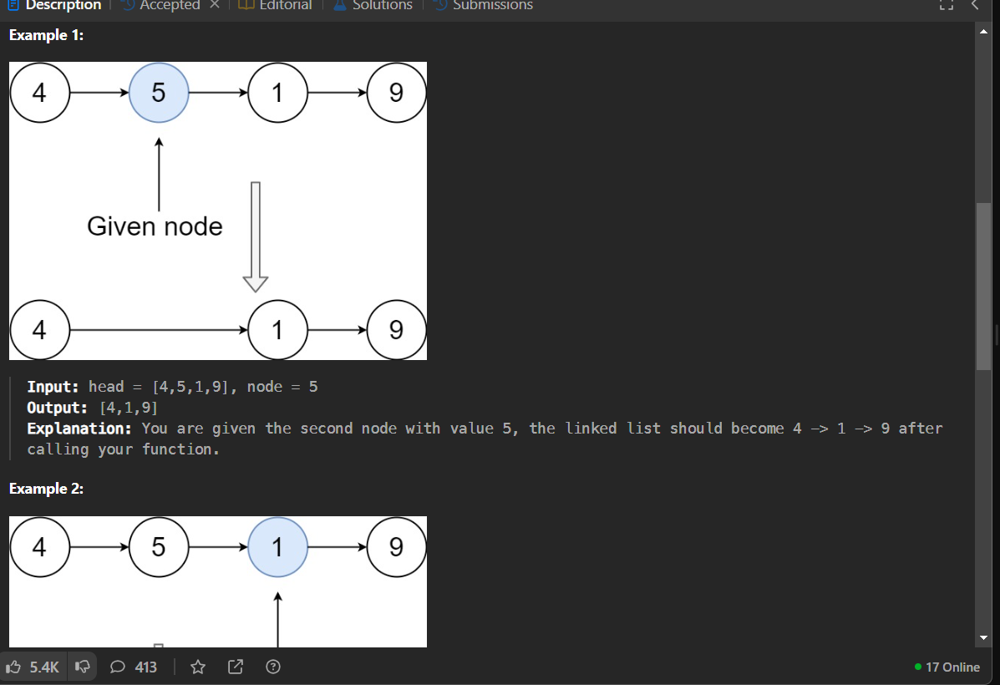 Description Accepted Editorial Solutions Submissions
Example 1:
4 5 1 9
Given node
4 1 9
Input: head = [4,5,1,9], node = 5
Output: [4,1,9]
Explanation: You are given the second node with value 5, the linked list should become 4 -> 1 -> 9 after
calling your function.
Example 2:
4 5 1 9
5.4K 413 17 Online